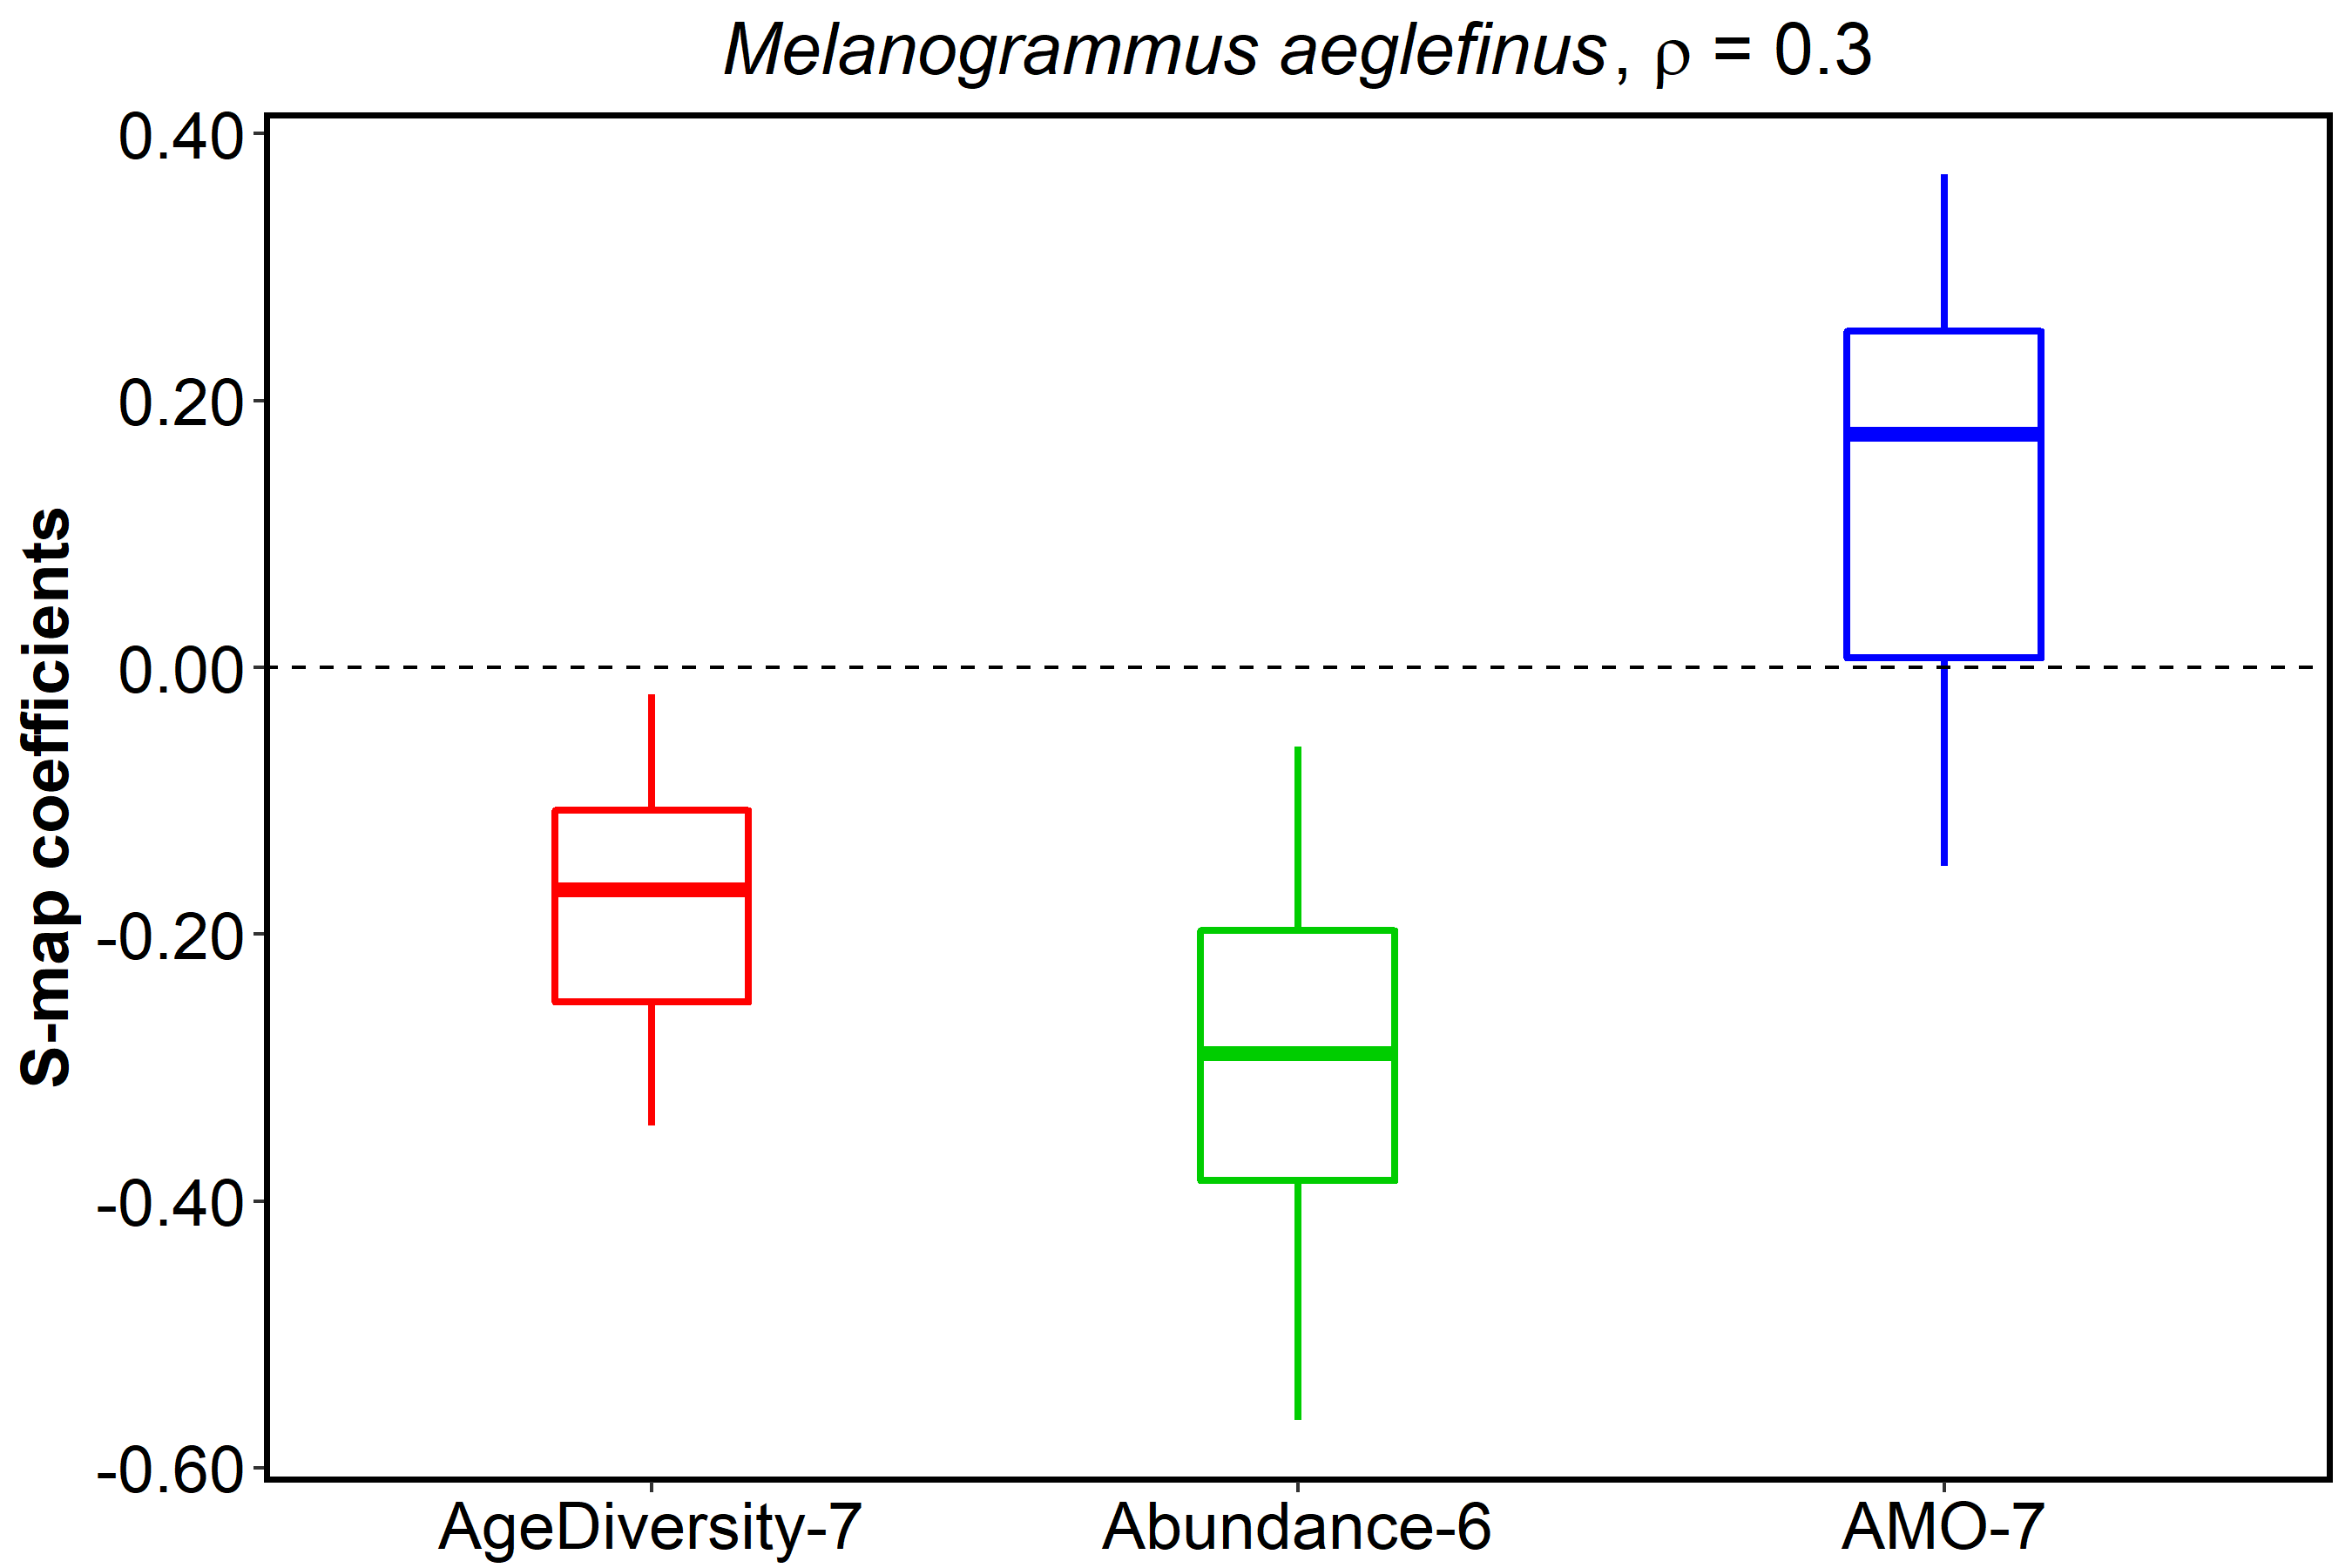 Melanogrammus aeglefinus, ρ = 0.3
S-map coefficients
0.40
0.20
0.00
-0.20
-0.40
-0.60
AgeDiversity-7 Abundance-6 AMO-7